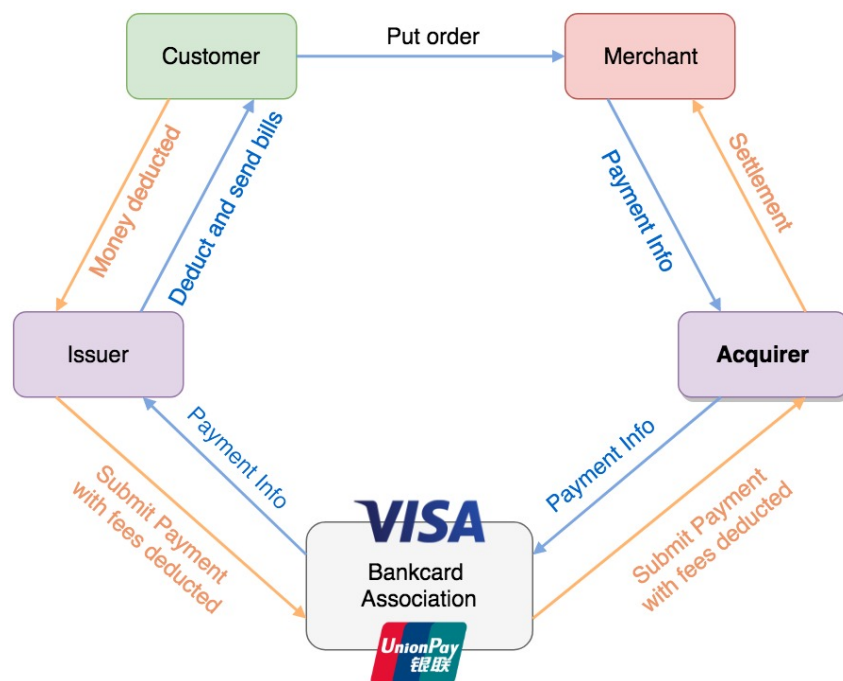 Customer
Put order
Merchant
Money deducted
Deduct and send bills
Payment Info
Settlement
Issuer
Acquirer
Payment Info
Payment Info
Submit Payment
with fees deducted
VISA
Bankcard
Association
UnionPay
银联
Submit Payment
with fees deducted